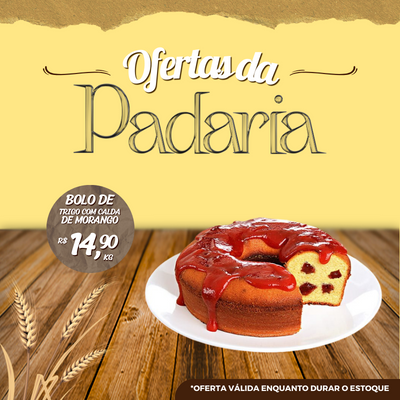 Ofertas da
Padaria
BOLO DE
TRIGO COM CALDA
DE MORANGO
R$ 14,90
KG
*OFERTA VÁLIDA ENQUANTO DURAR O ESTOQUE